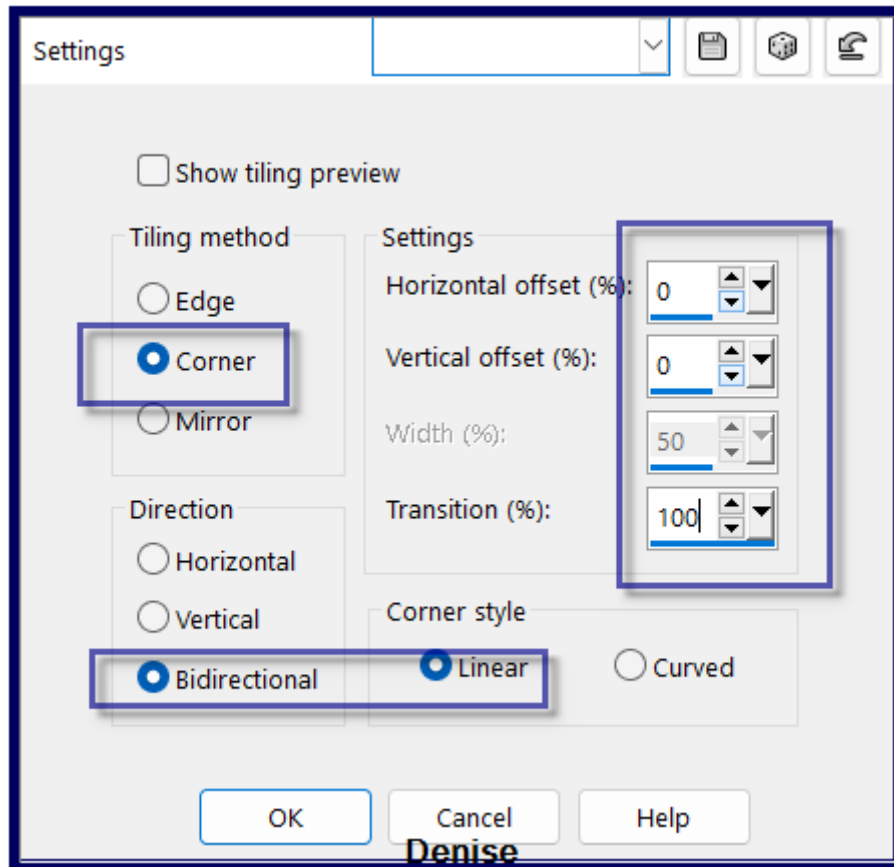 Settings
Show tiling preview
Tiling method
Edge
Corner
Mirror
Settings
Horizontal offset (%): 0
Vertical offset (%): 0
Width (%): 50
Transition (%): 100
Direction
Horizontal
Vertical
Bidirectional
Corner style
Linear Curved
OK Cancel Help
Denise